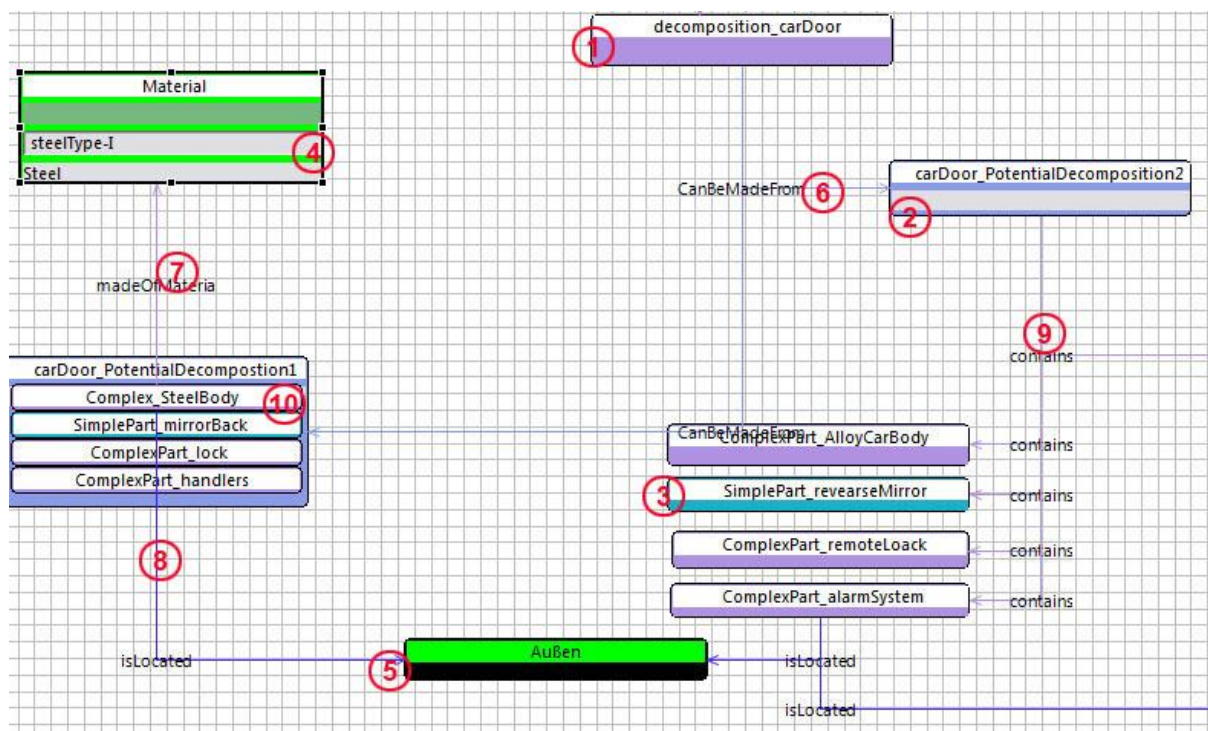 decomposition_carDoor
1
Material
steelType-I
4
Steel
carDoor_PotentialDecomposition2
CanBeMadeFrom
6
2
7
madeOfMateria
9
contains
carDoor_PotentialDecompostion1
Complex_SteelBody
10
SimplePart_mirrorBack
ComplexPart_lock
ComplexPart_handlers
CanBeMadeFrom
ComplexPart_AlloyCarBody
contains
3
SimplePart_revearseMirror
contains
8
ComplexPart_remoteLoack
contains
ComplexPart_alarmSystem
contains
isLocated
5
Außen
isLocated
isLocated